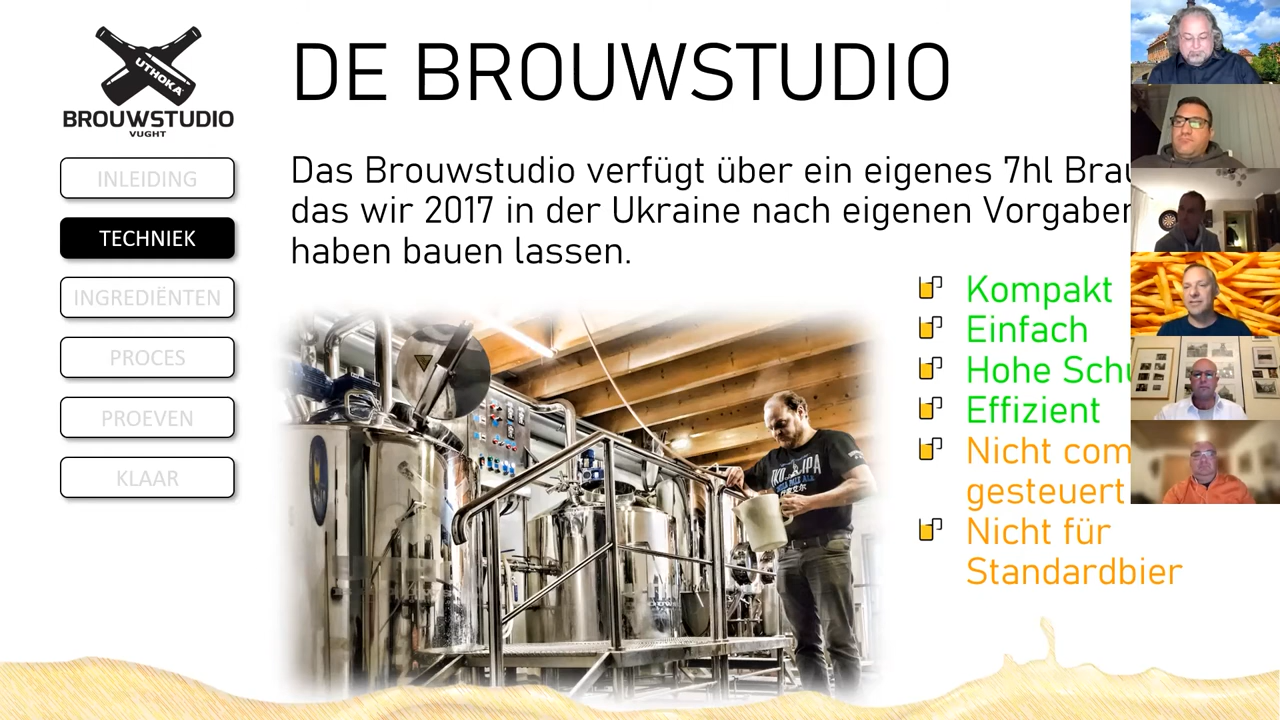 UTHOKA
BROUWSTUDIO
VUGHT
DE BROUWSTUDIO
INLEIDING
TECHNIEK
INGREDIËNTEN
PROCES
PROEVEN
KLAAR
Das Brouwstudio verfügt über ein eigenes 7hl
das wir 2017 in der Ukraine nach eigenen
haben bauen lassen.
Kompakt
Einfach
Hohe
Effizient
Nicht
gesteuert
Nicht für
Standardbier
IPA